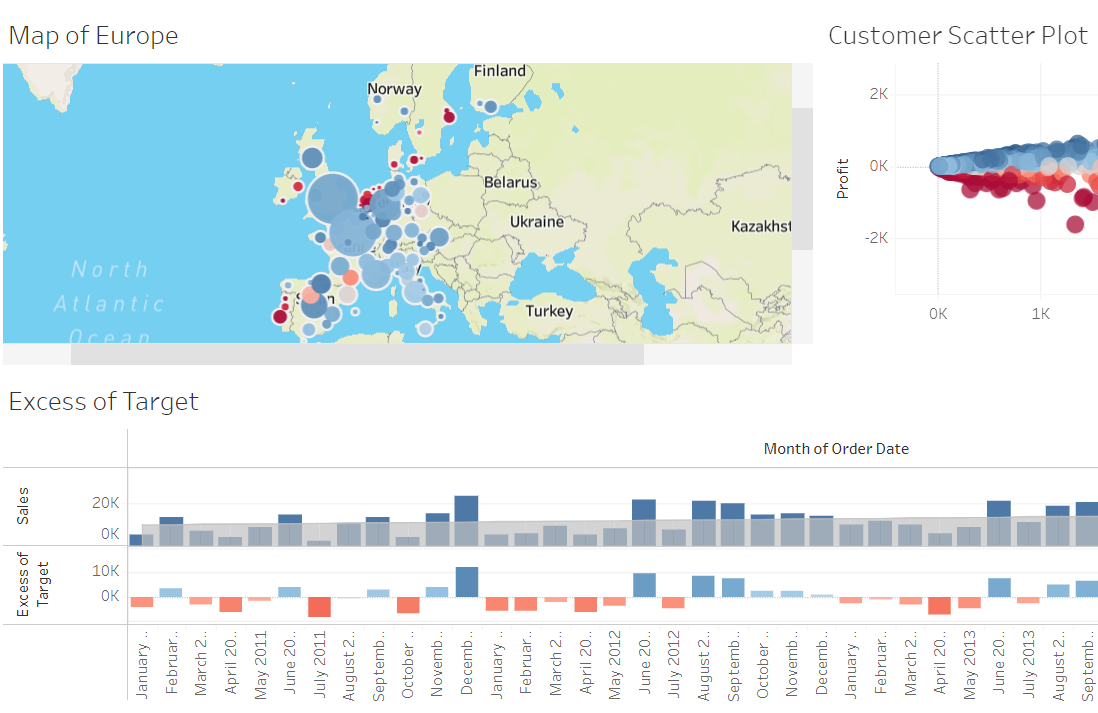 Map of Europe
Customer Scatter Plot
Finland
Norway
Belarus
Ukraine
Kazakhst
Turkey
North
Atlantic
Ocean
Profit
2K
0K
-2K
0K
1K
Excess of Target
Month of Order Date
Sales
20K
0K
Excess of
Target
10K
0K
January ..
Februar..
March 2..
April 20..
May 2011
June 20..
July 2011
August 2..
Septemb..
October ..
Novemb..
Decemb..
January ..
Februar..
March 2..
April 20..
May 2012
June 20..
July 2012
August 2..
Septemb..
October ..
Novemb..
Decemb..
January ..
Februar..
March 2..
April 20..
May 2013
June 20..
July 2013
August 2..
Septemb..